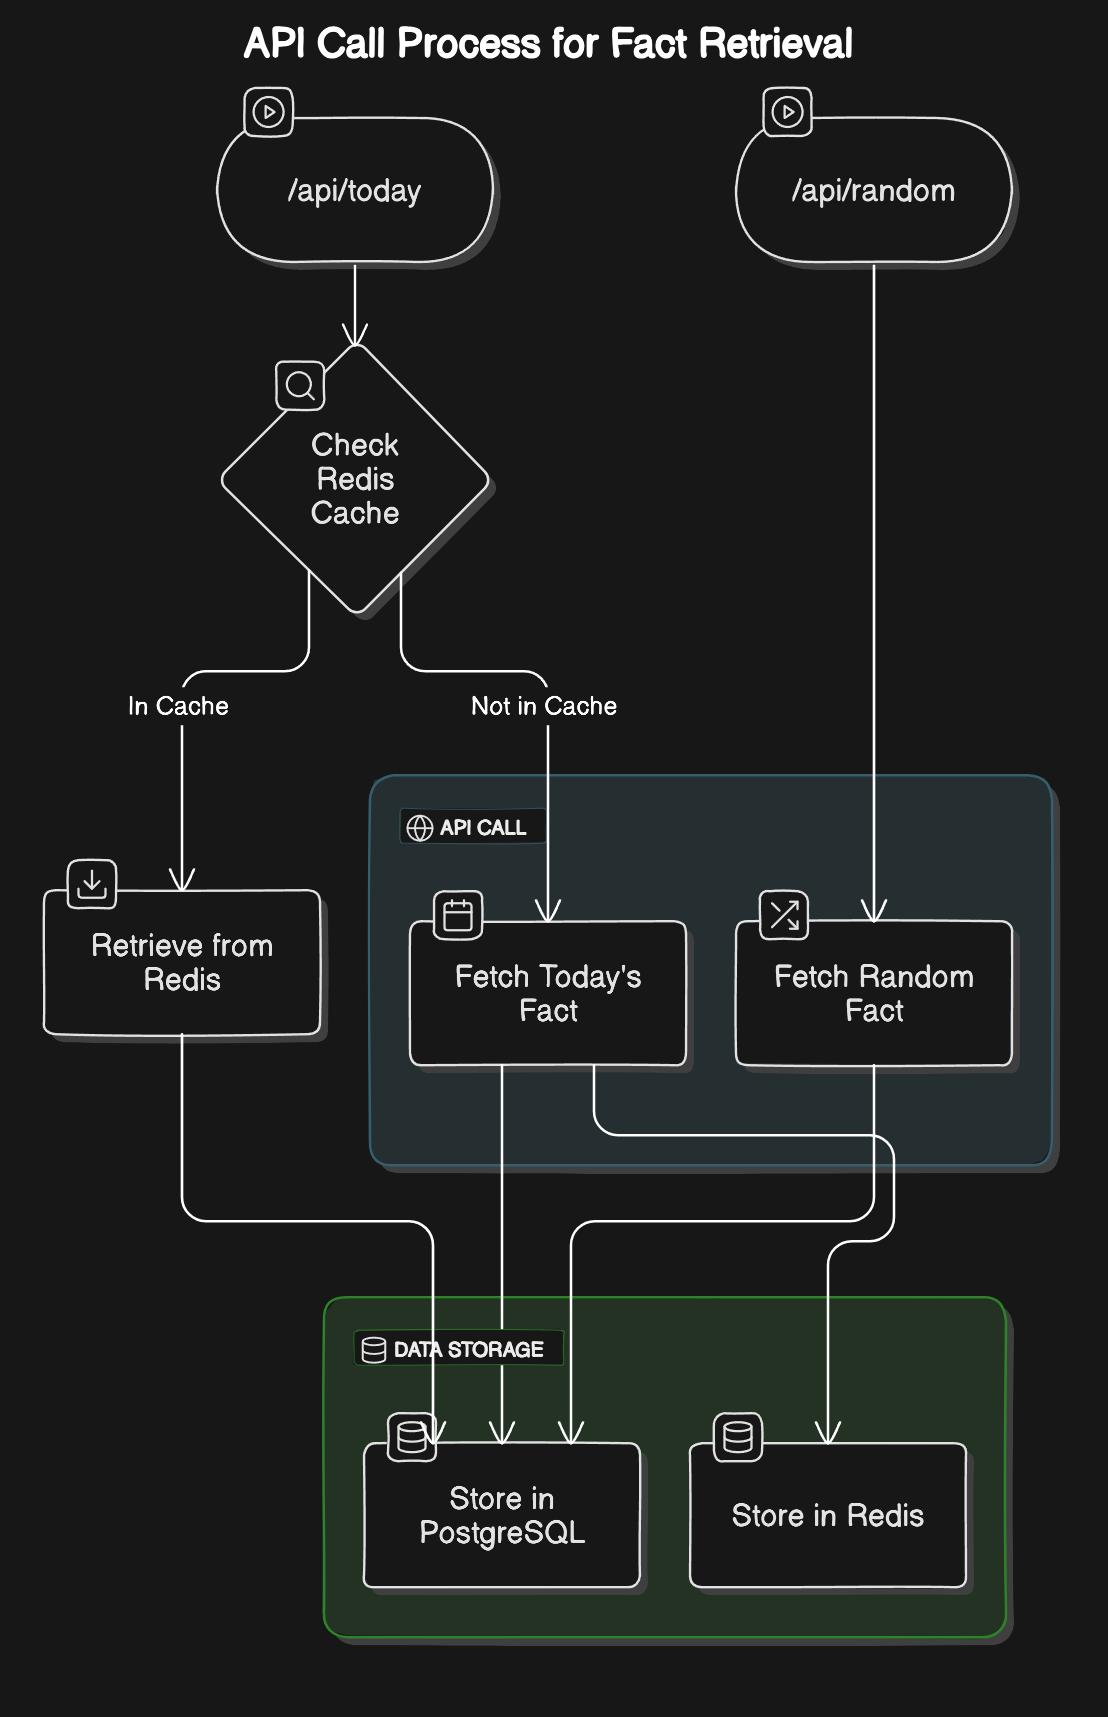 API Call Process for Fact Retrieval
/api/today
/api/random
Check
Redis
Cache
In Cache
Not in Cache
API CALL
Retrieve from
Redis
Fetch Today's
Fact
Fetch Random
Fact
DATA STORAGE
Store in
PostgreSQL
Store in Redis